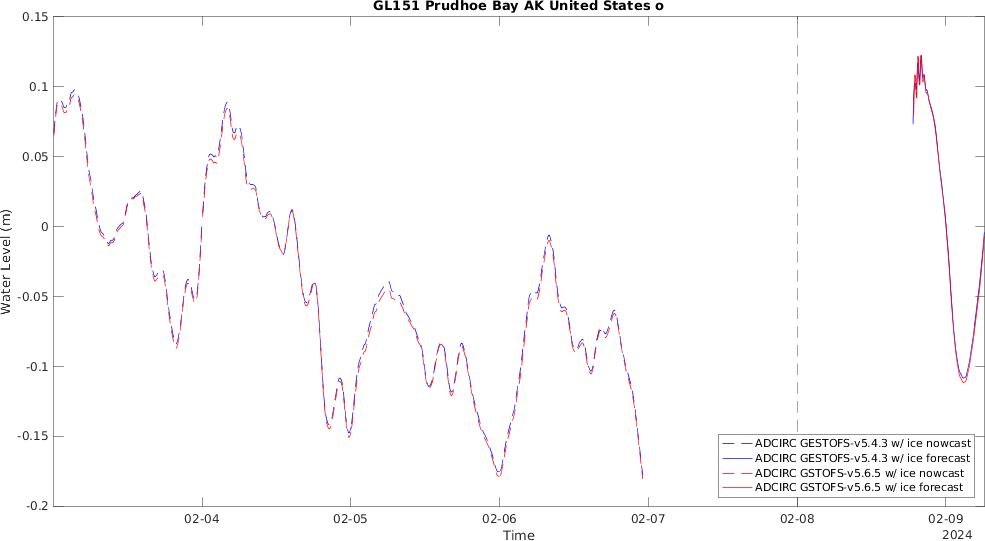 GL151 Prudhoe Bay AK United States o
0.15
0.1
0.05
0
-0.05
-0.1
-0.15
-0.2
Water Level (m)
02-04 02-05 02-06 02-07 02-08 02-09
Time
2024
ADCIRC GESTOFS-v5.4.3 w/ ice nowcast
ADCIRC GESTOFS-v5.4.3 w/ ice forecast
ADCIRC GSTOFS-v5.6.5 w/ ice nowcast
ADCIRC GSTOFS-v5.6.5 w/ ice forecast